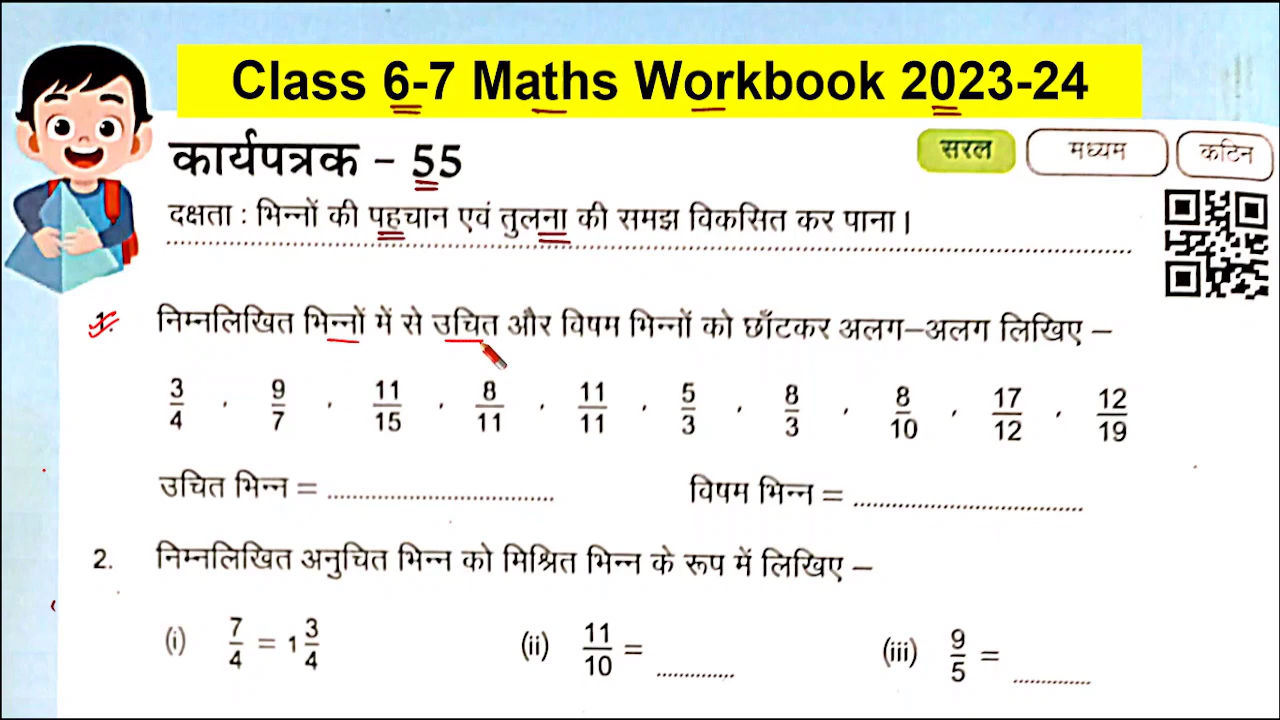 Class 6-7 Maths Workbook 2023-24
कार्यपत्रक - 55
सरल
मध्यम
कठिन
दक्षता : भिन्नों की पहचान एवं तुलना की समझ विकसित कर पाना।
1. निम्नलिखित भिन्नों में से उचित और विषम भिन्नों को छाँटकर अलग-अलग लिखिए –
3/4 , 9/7 , 11/15 , 8/11 , 11/11 , 5/3 , 8/3 , 8/10 , 17/12 , 12/19
उचित भिन्न = .................................... विषम भिन्न = ....................................
2. निम्नलिखित अनुचित भिन्न को मिश्रित भिन्न के रूप में लिखिए –
(i) 7/4 = 1 3/4 (ii) 11/10 = ............ (iii) 9/5 = ............